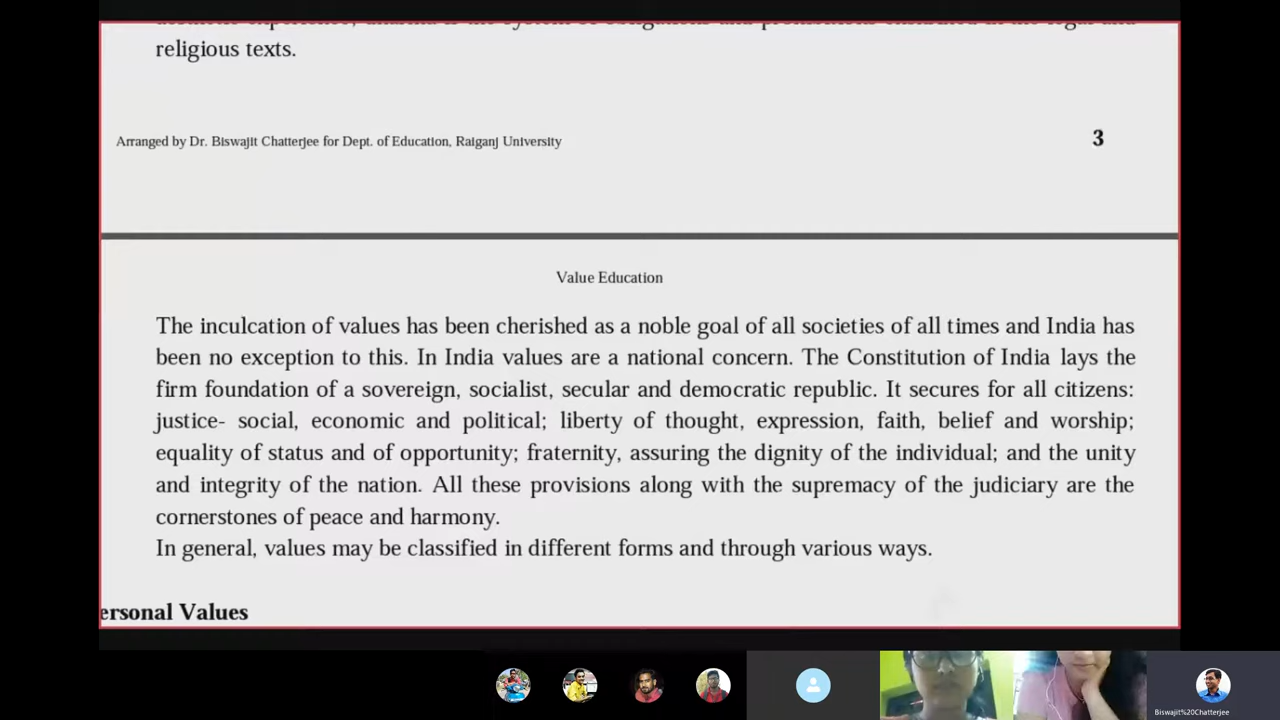 religious texts.
Arranged by Dr. Biswajit Chatterjee for Dept. of Education, Raiganj University
3
Value Education
The inculcation of values has been cherished as a noble goal of all societies of all times and India has
been no exception to this. In India values are a national concern. The Constitution of India lays the
firm foundation of a sovereign, socialist, secular and democratic republic. It secures for all citizens:
justice- social, economic and political; liberty of thought, expression, faith, belief and worship;
equality of status and of opportunity; fraternity, assuring the dignity of the individual; and the unity
and integrity of the nation. All these provisions along with the supremacy of the judiciary are the
cornerstones of peace and harmony.
In general, values may be classified in different forms and through various ways.
ersonal Values
Biswajit%20Chatterjee